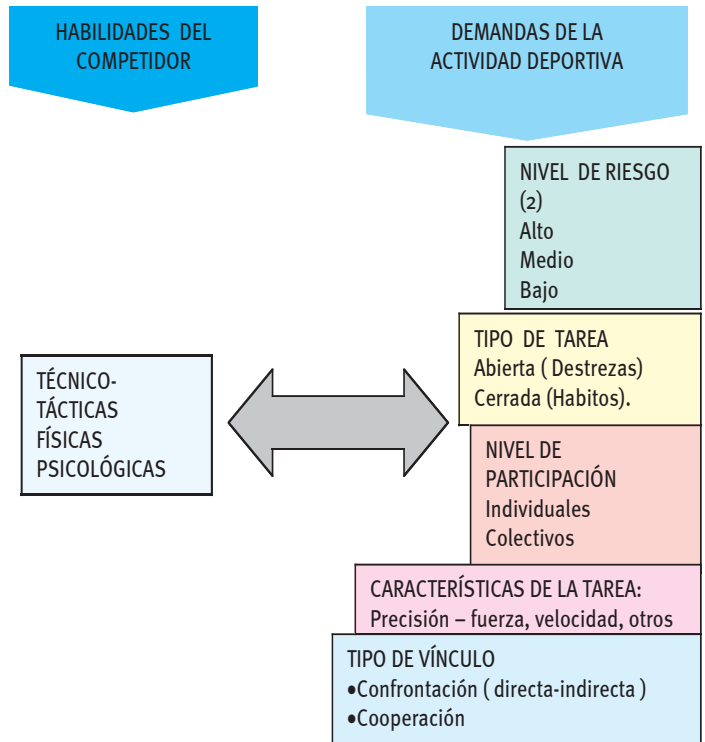 HABILIDADES DEL
COMPETIDOR
DEMANDAS DE LA
ACTIVIDAD DEPORTIVA
NIVEL DE RIESGO
(2)
Alto
Medio
Bajo
TIPO DE TAREA
Abierta ( Destrezas)
Cerrada (Habitos).
TÉCNICO-
TÁCTICAS
FÍSICAS
PSICOLÓGICAS
NIVEL DE
PARTICIPACIÓN
Individuales
Colectivos
CARACTERÍSTICAS DE LA TAREA:
Precisión – fuerza, velocidad, otros
TIPO DE VÍNCULO
•Confrontación ( directa-indirecta )
•Cooperación